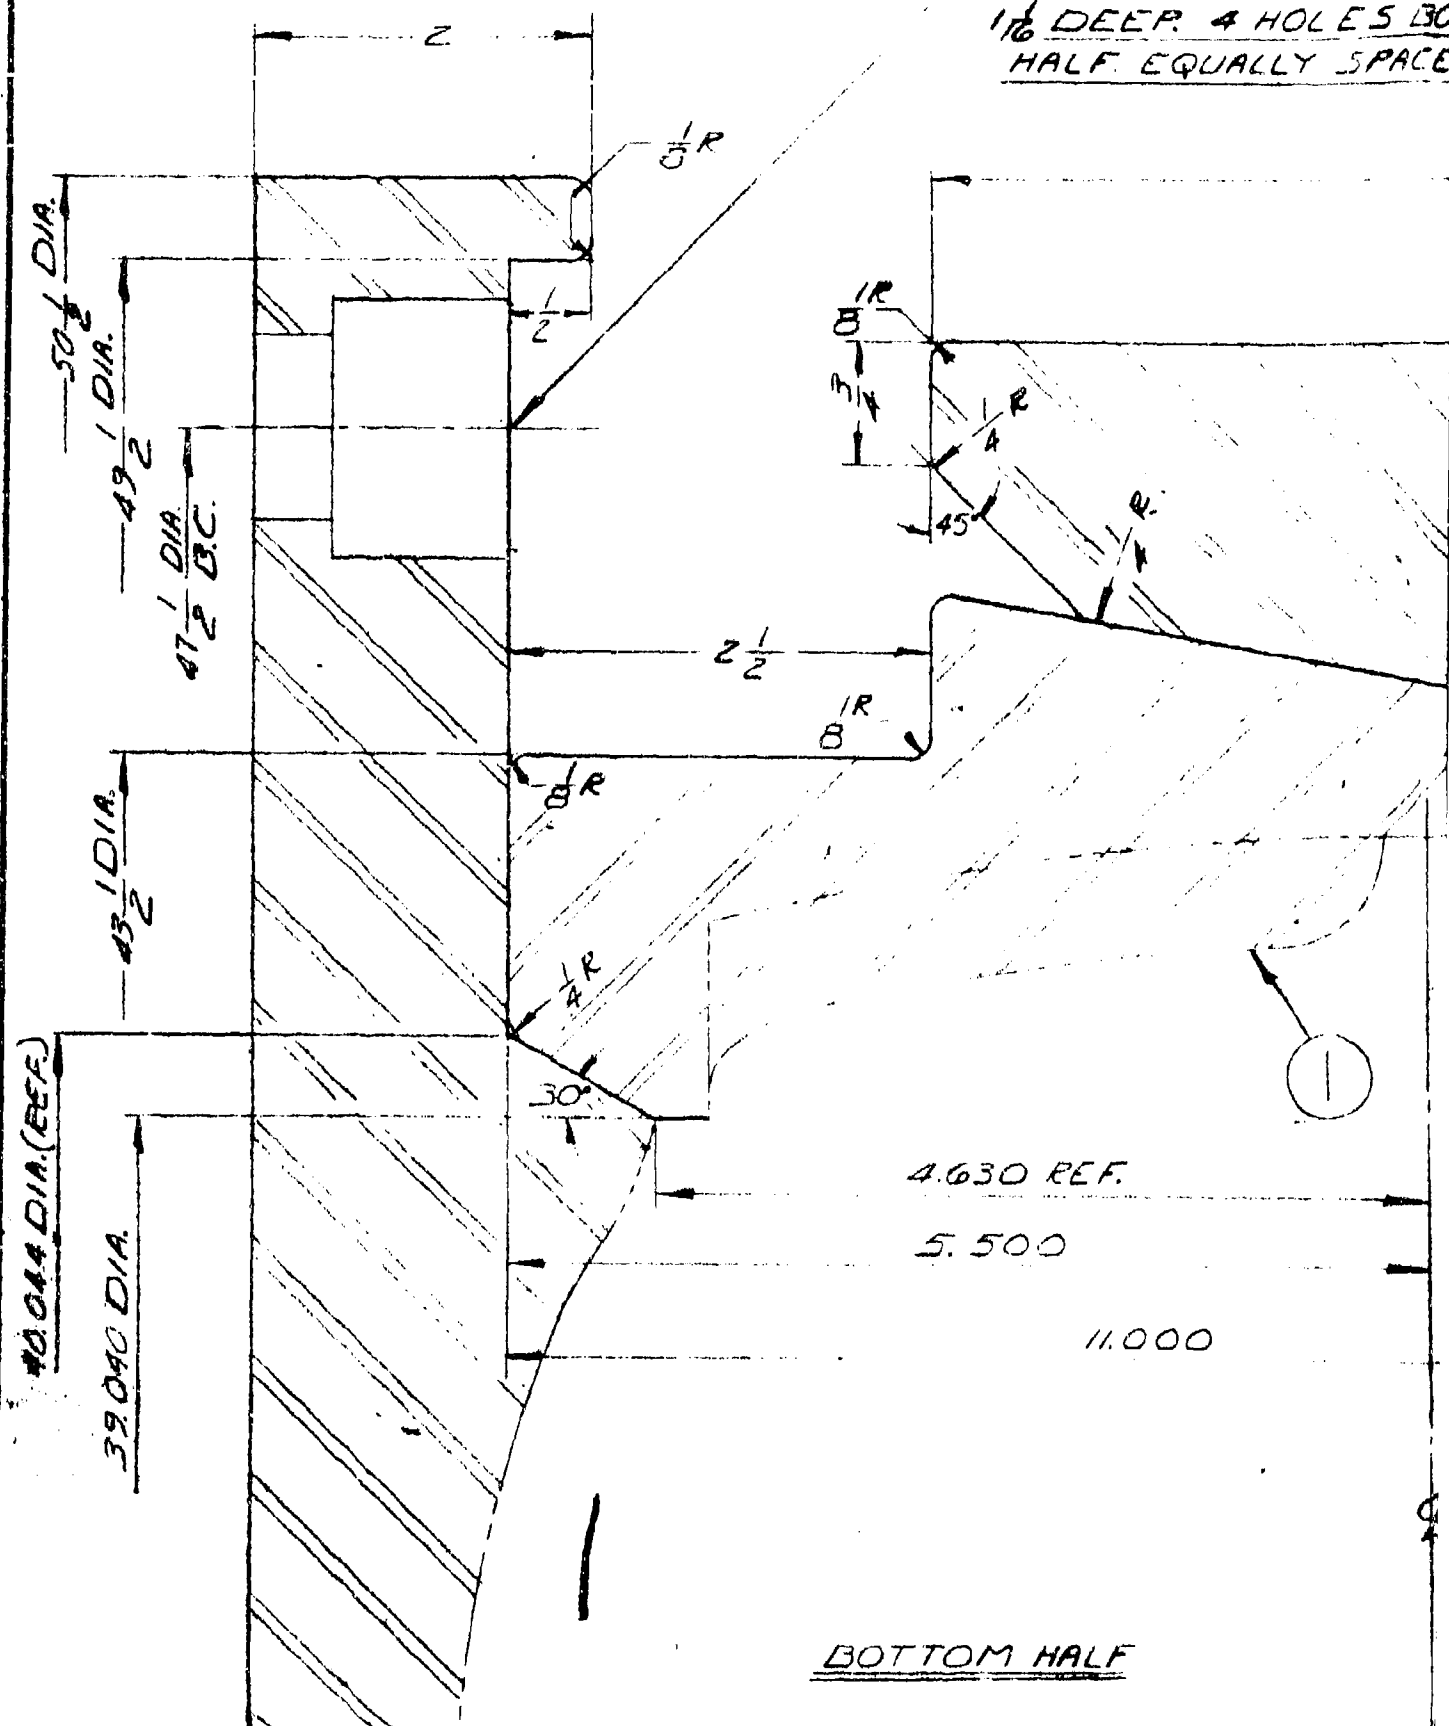 1 1/16 DEEP. 4 HOLES
HALF. EQUALLY SPACE
2
1/8 R
50 1/2 DIA.
49 1/2 DIA.
1/2
1/8 R
3/4
1/4 R
45°
47 1/2 DIA.
B.C.
R.
2 1/2
1/8 R
1/8 R
43 1/2 DIA.
1/4 R
30°
40.044 DIA. (REF.)
39.040 DIA.
1
4.630 REF.
5.500
11.000
BOTTOM HALF